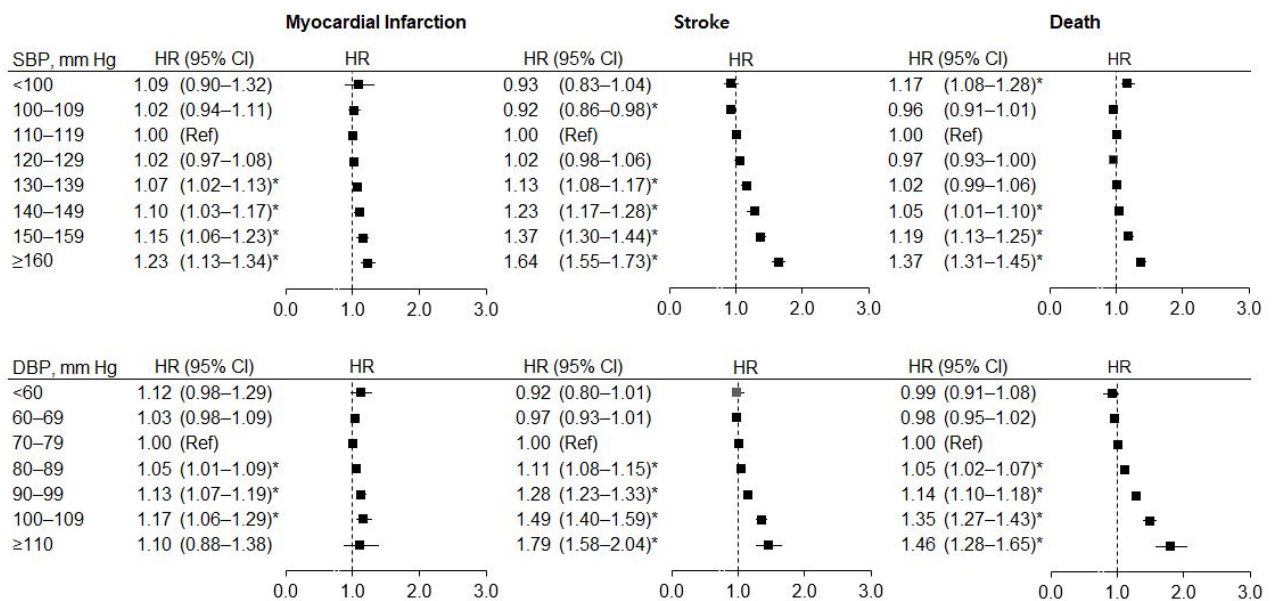 Myocardial Infarction Stroke Death
SBP, mm Hg HR (95% CI) HR HR (95% CI) HR HR (95% CI) HR
<100 1.09 (0.90–1.32) 0.93 (0.83–1.04) 1.17 (1.08–1.28)*
100–109 1.02 (0.94–1.11) 0.92 (0.86–0.98)* 0.96 (0.91–1.01)
110–119 1.00 (Ref) 1.00 (Ref) 1.00 (Ref)
120–129 1.02 (0.97–1.08) 1.02 (0.98–1.06) 0.97 (0.93–1.00)
130–139 1.07 (1.02–1.13)* 1.13 (1.08–1.17)* 1.02 (0.99–1.06)
140–149 1.10 (1.03–1.17)* 1.23 (1.17–1.28)* 1.05 (1.01–1.10)*
150–159 1.15 (1.06–1.23)* 1.37 (1.30–1.44)* 1.19 (1.13–1.25)*
≥160 1.23 (1.13–1.34)* 1.64 (1.55–1.73)* 1.37 (1.31–1.45)*
0.0 1.0 2.0 3.0 0.0 1.0 2.0 3.0 0.0 1.0 2.0 3.0
DBP, mm Hg HR (95% CI) HR HR (95% CI) HR HR (95% CI) HR
<60 1.12 (0.98–1.29) 0.92 (0.80–1.01) 0.99 (0.91–1.08)
60–69 1.03 (0.98–1.09) 0.97 (0.93–1.01) 0.98 (0.95–1.02)
70–79 1.00 (Ref) 1.00 (Ref) 1.00 (Ref)
80–89 1.05 (1.01–1.09)* 1.11 (1.08–1.15)* 1.05 (1.02–1.07)*
90–99 1.13 (1.07–1.19)* 1.28 (1.23–1.33)* 1.14 (1.10–1.18)*
100–109 1.17 (1.06–1.29)* 1.49 (1.40–1.59)* 1.35 (1.27–1.43)*
≥110 1.10 (0.88–1.38) 1.79 (1.58–2.04)* 1.46 (1.28–1.65)*
0.0 1.0 2.0 3.0 0.0 1.0 2.0 3.0 0.0 1.0 2.0 3.0